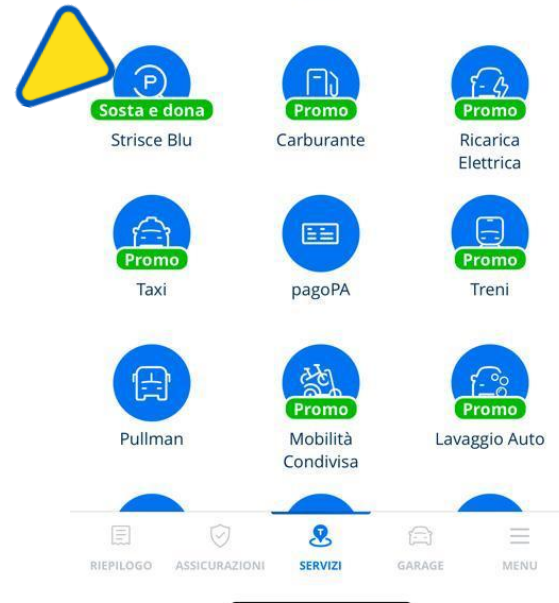 P
Sosta e dona
Promo
Promo
Strisce Blu
Carburante
Ricarica
Elettrica
Promo
Promo
Taxi
pagoPA
Treni
Promo
Promo
Pullman
Mobilità
Condivisa
Lavaggio Auto
T
RIEPILOGO
ASSICURAZIONI
SERVIZI
GARAGE
MENU